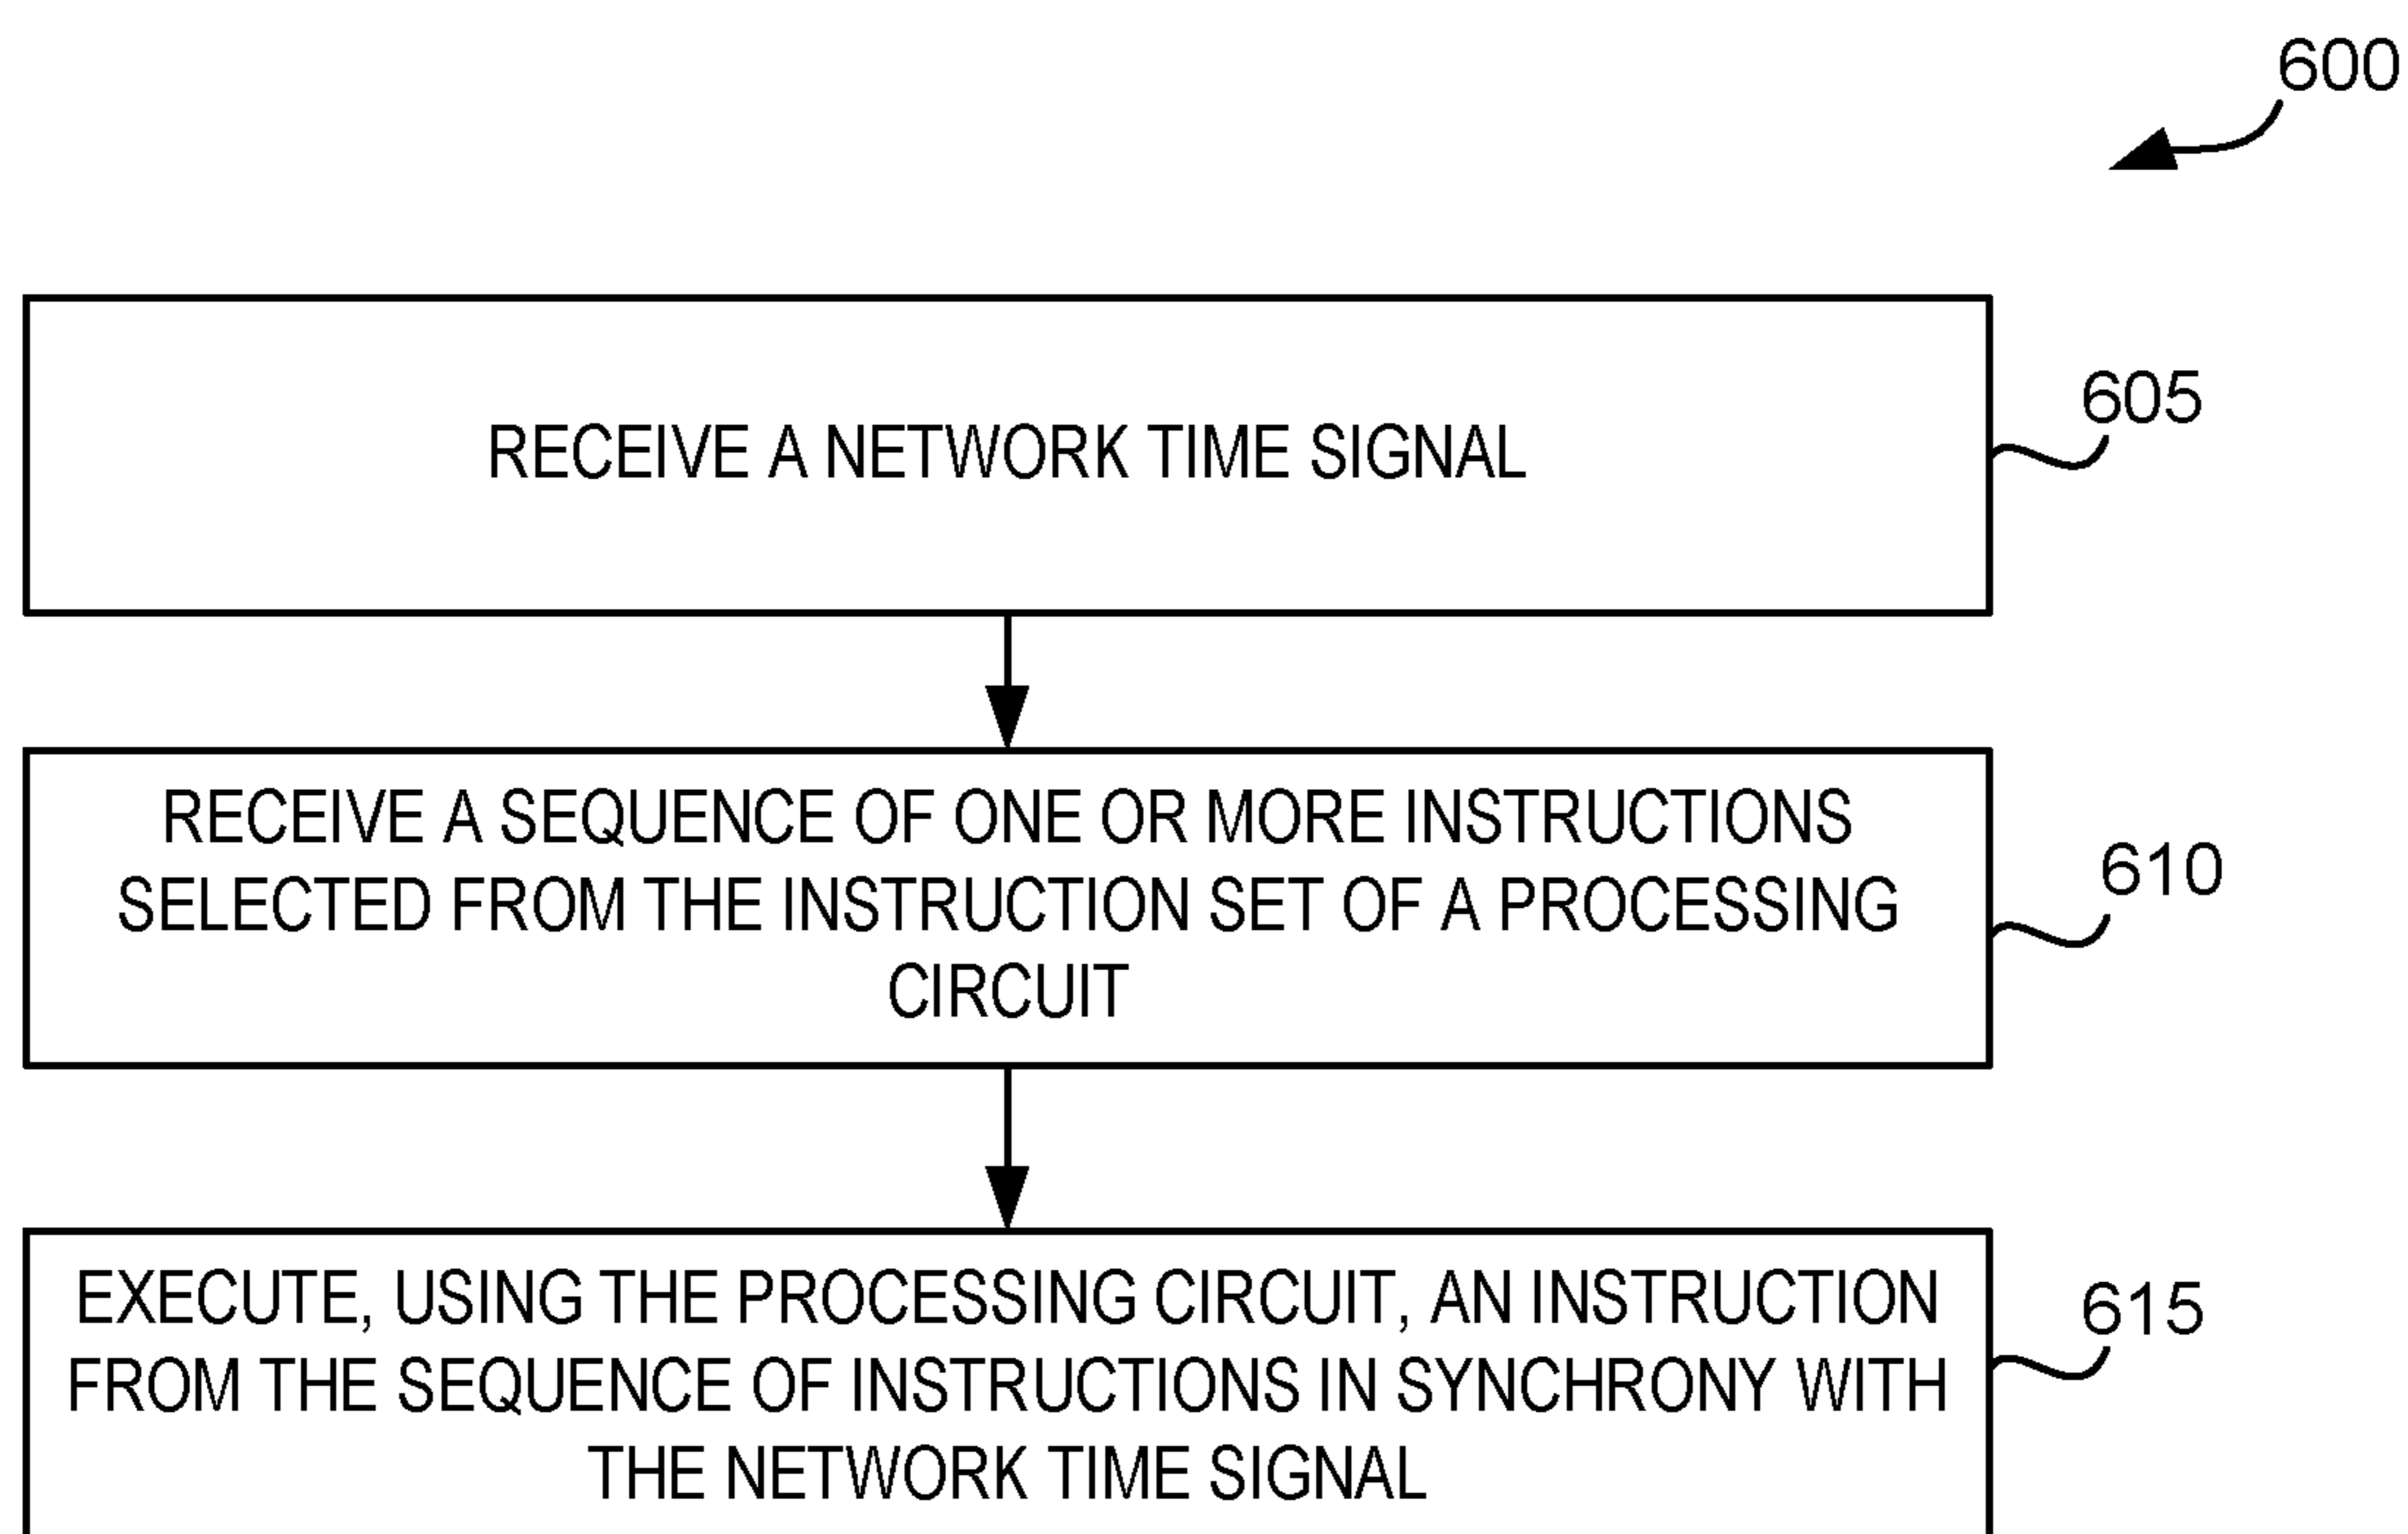 600
RECEIVE A NETWORK TIME SIGNAL
605
RECEIVE A SEQUENCE OF ONE OR MORE INSTRUCTIONS
SELECTED FROM THE INSTRUCTION SET OF A PROCESSING
CIRCUIT
610
EXECUTE, USING THE PROCESSING CIRCUIT, AN INSTRUCTION
FROM THE SEQUENCE OF INSTRUCTIONS IN SYNCHRONY WITH
THE NETWORK TIME SIGNAL
615